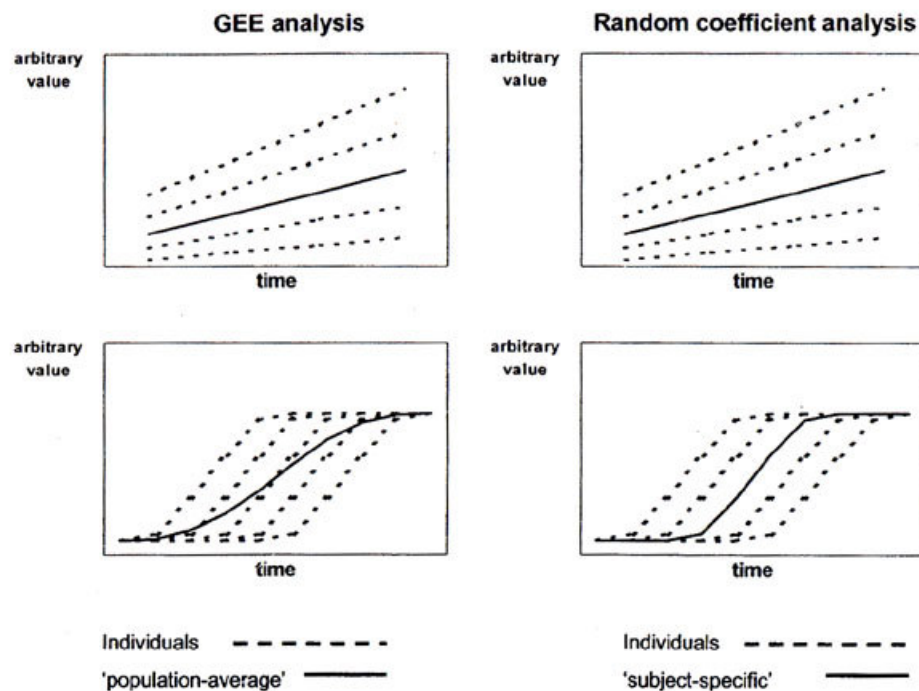 GEE analysis
Random coefficient analysis
arbitrary
value
arbitrary
value
time
time
arbitrary
value
arbitrary
value
time
time
Individuals
Individuals
'population-average'
'subject-specific'